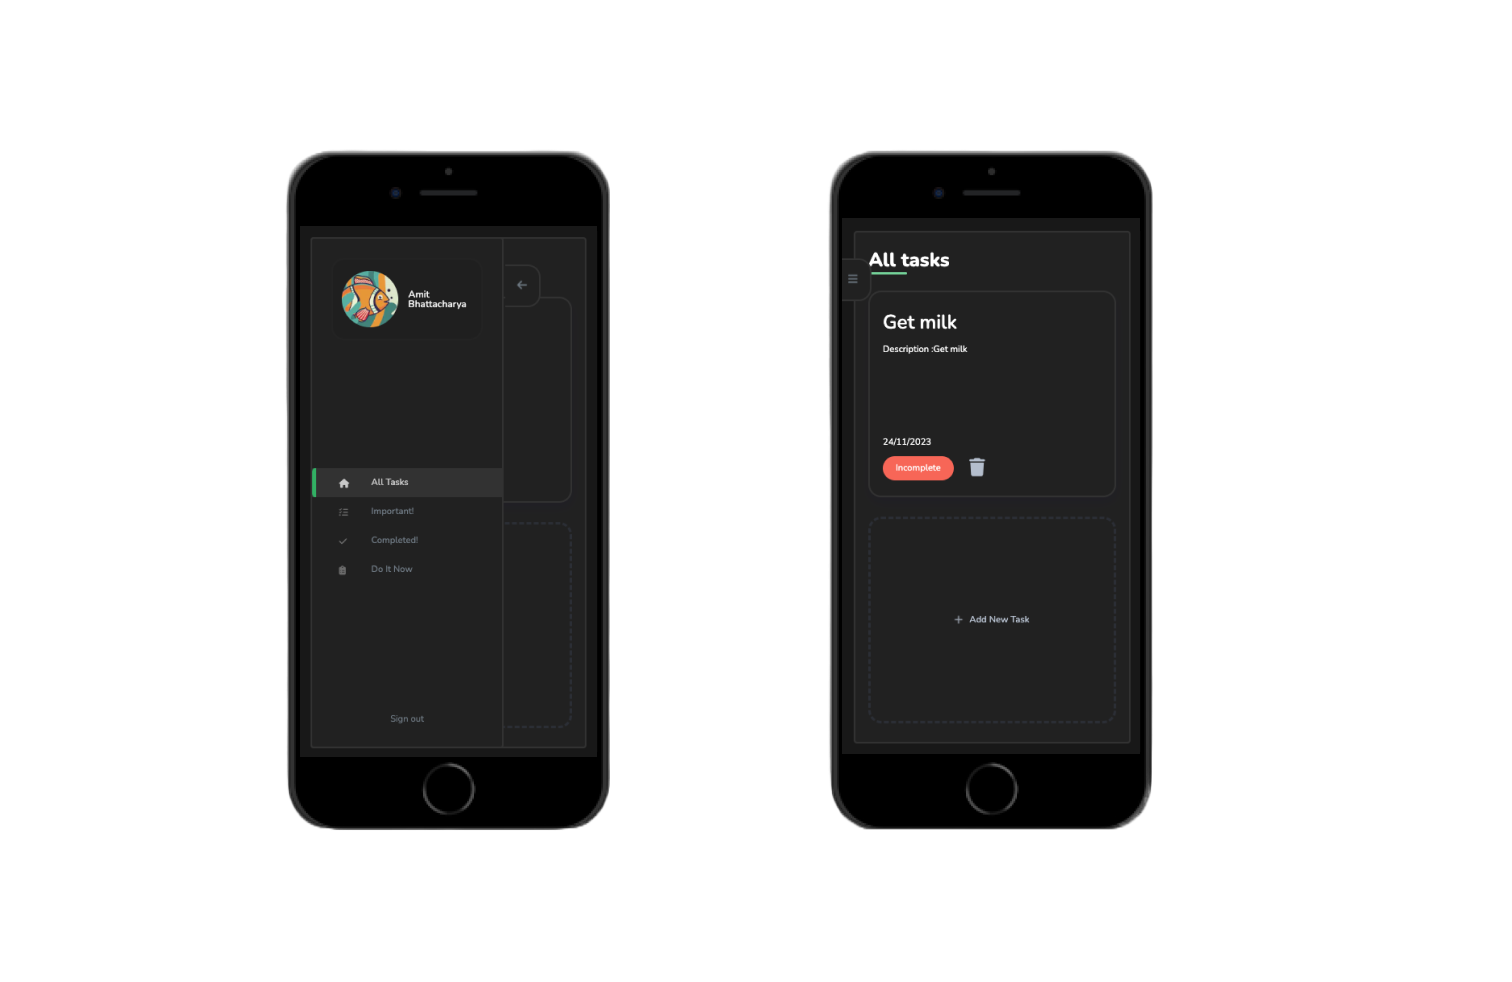 Amit
Bhattacharya
All Tasks
Important!
Completed!
Do It Now
Sign out
All tasks
Get milk
Description :Get milk
24/11/2023
Incomplete
Add New Task